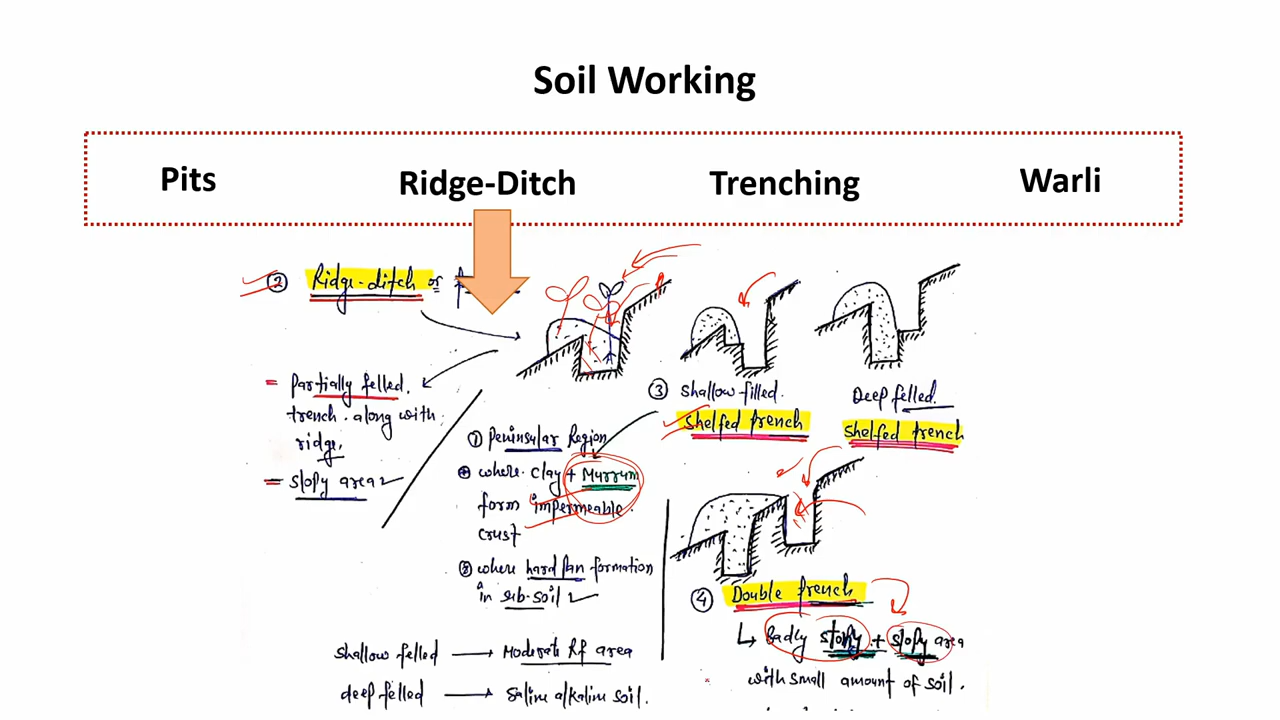 Soil Working
Pits
Ridge-Ditch
Trenching
Warli
② Ridge-ditch or
= Partially felled.
trench. along with
ridge.
= Slopy area
① Peninsular Region
where clay + Murrum
form impermeable.
crust
② where hard pan formation
in sub-soil
shallow felled → Moderate Rf area
deep felled → Saline alkaline soil.
③ Shallow-filled.
Shelfed trench
Deep felled.
Shelfed trench
④ Double trench
↳ Badly stony + slopy area
with small amount of soil.